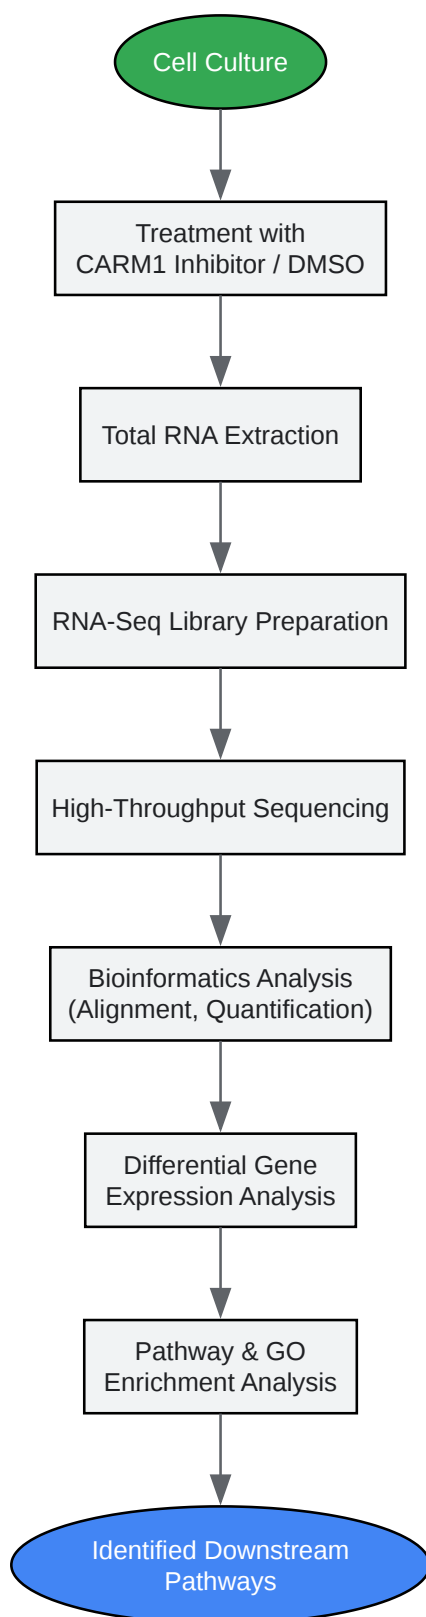 Cell Culture
Treatment with
CARM1 Inhibitor / DMSO
Total RNA Extraction
RNA-Seq Library Preparation
High-Throughput Sequencing
Bioinformatics Analysis
(Alignment, Quantification)
Differential Gene
Expression Analysis
Pathway & GO
Enrichment Analysis
Identified Downstream
Pathways